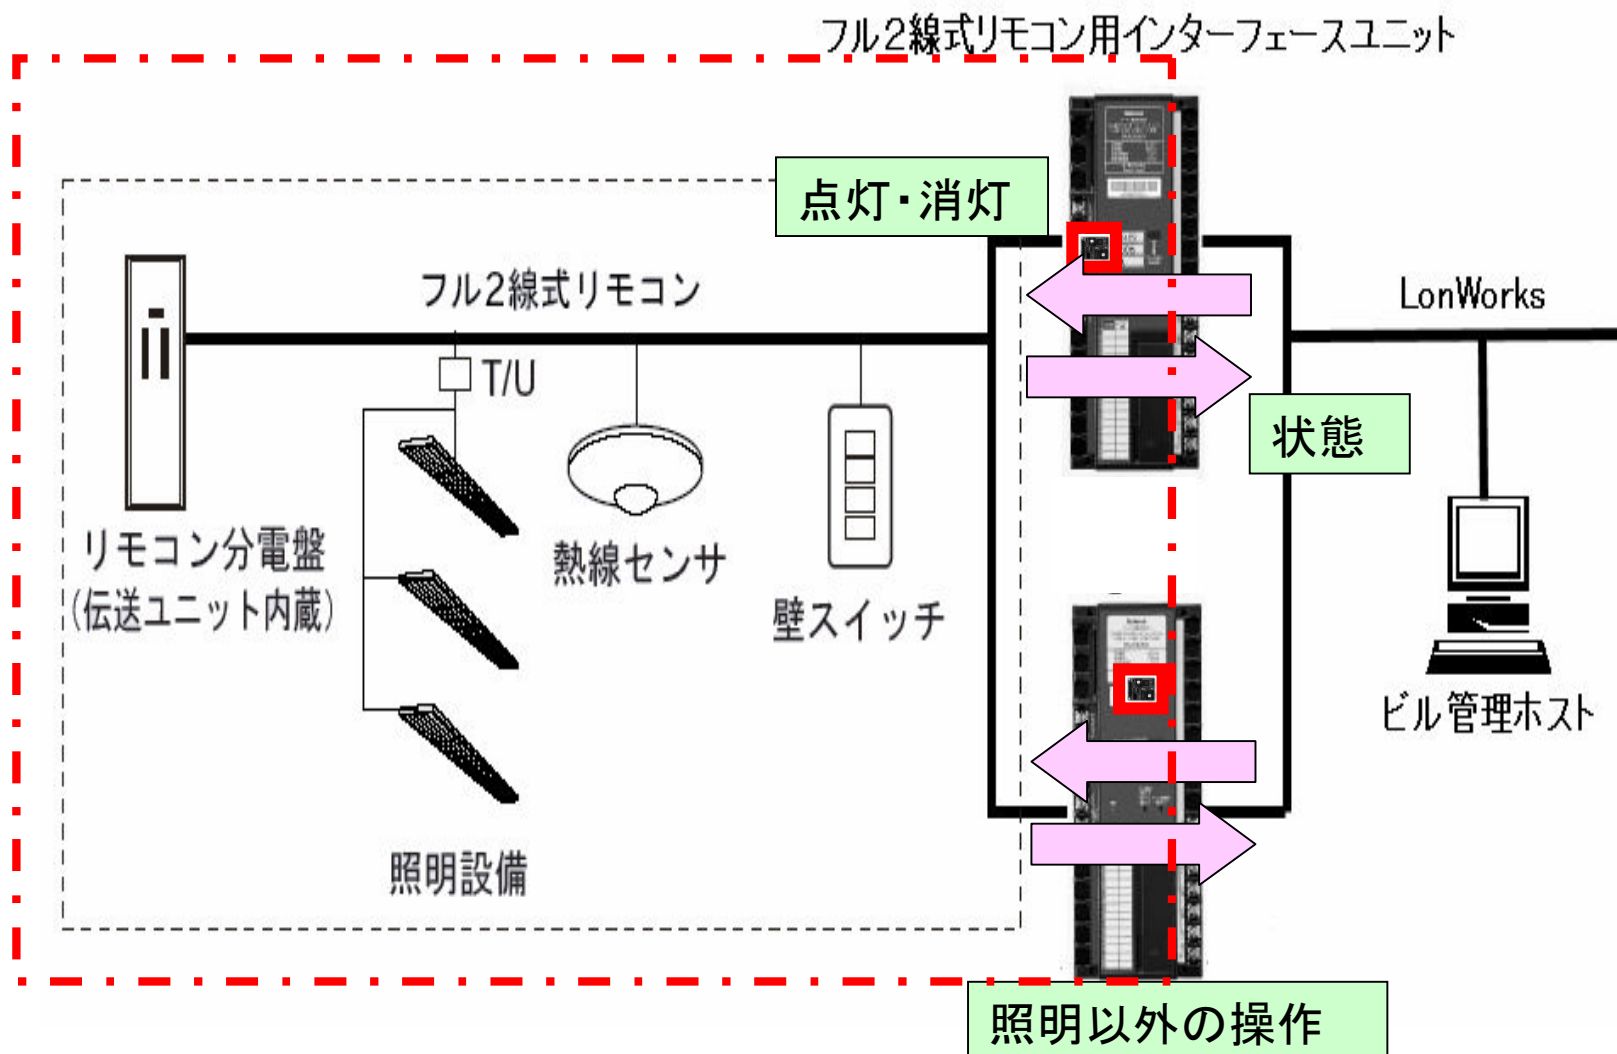 フル2線式リモコン用インターフェースユニット
点灯・消灯
フル2線式リモコン
LonWorks
T/U
状態
リモコン分電盤
(伝送ユニット内蔵)
熱線センサ
壁スイッチ
ビル管理ホスト
照明設備
照明以外の操作